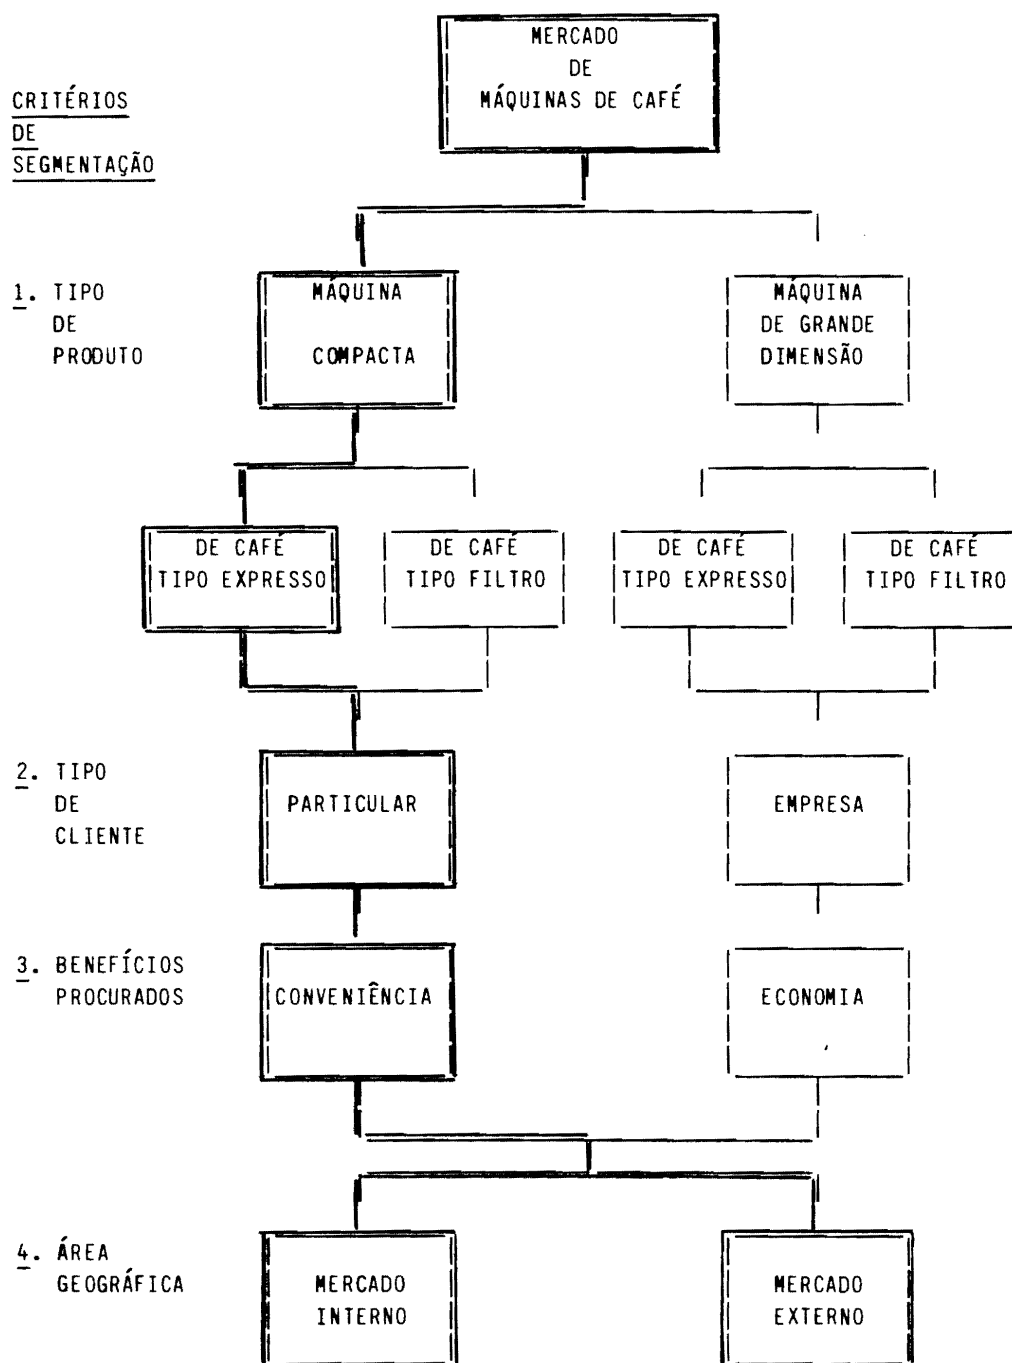 MERCADO
DE
MÁQUINAS DE CAFÉ
CRITÉRIOS
DE
SEGMENTAÇÃO
1. TIPO
DE
PRODUTO
MÁQUINA
COMPACTA
MÁQUINA
DE GRANDE
DIMENSÃO
DE CAFÉ
TIPO EXPRESSO
DE CAFÉ
TIPO FILTRO
DE CAFÉ
TIPO EXPRESSO
DE CAFÉ
TIPO FILTRO
2. TIPO
DE
CLIENTE
PARTICULAR
EMPRESA
3. BENEFÍCIOS
PROCURADOS
CONVENIÊNCIA
ECONOMIA
4. ÁREA
GEOGRÁFICA
MERCADO
INTERNO
MERCADO
EXTERNO